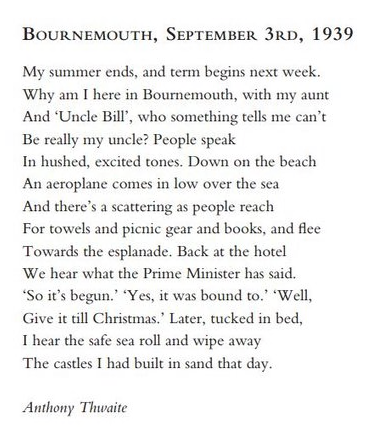 Bournemouth, September 3rd, 1939
My summer ends, and term begins next week.
Why am I here in Bournemouth, with my aunt
And ‘Uncle Bill’, who something tells me can’t
Be really my uncle? People speak
In hushed, excited tones. Down on the beach
An aeroplane comes in low over the sea
And there’s a scattering as people reach
For towels and picnic gear and books, and flee
Towards the esplanade. Back at the hotel
We hear what the Prime Minister has said.
‘So it’s begun.’ ‘Yes, it was bound to.’ ‘Well,
Give it till Christmas.’ Later, tucked in bed,
I hear the safe sea roll and wipe away
The castles I had built in sand that day.
Anthony Thwaite